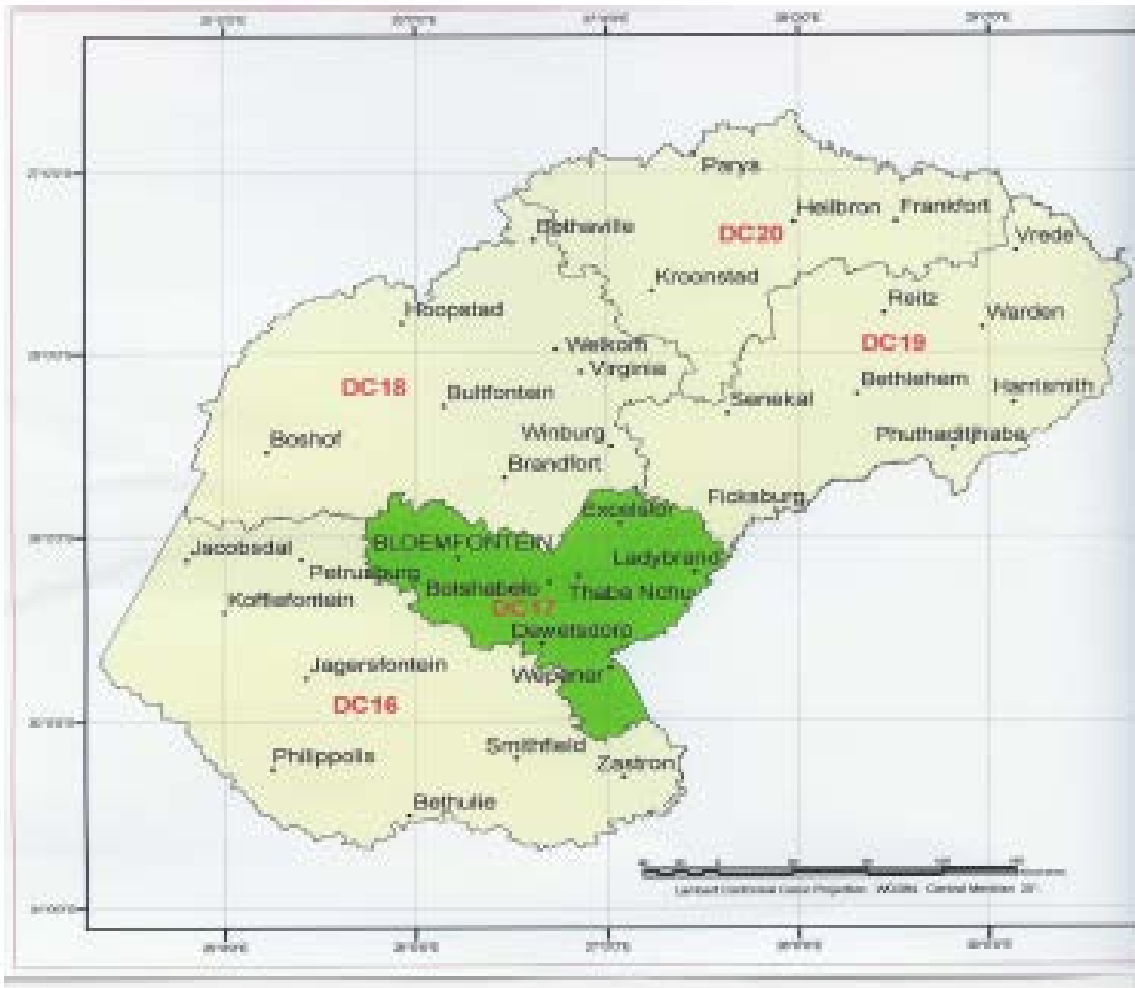 Parys
Heilbron
Frankfort
Bothaville
DC20
Vrede
Kroonstad
Hoopstad
Reitz
Warden
Welkom
DC19
Virginia
DC18
Bultfontein
Bethlehem
Harrismith
Senekal
Boshof
Winburg
Phuthaditjhaba
Brandfort
Ficksburg
Excelsior
BLOEMFONTEIN
Jacobsdal
Ladybrand
Petrusburg
Botshabelo
Thaba Nchu
Koffiefontein
DC17
Dewetsdorp
Jagersfontein
Wepener
DC16
Smithfield
Philippolis
Zastron
Bethulie